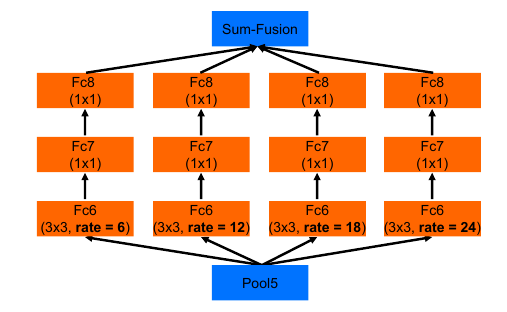 Sum-Fusion
Fc8
(1x1)
Fc8
(1x1)
Fc8
(1x1)
Fc8
(1x1)
Fc7
(1x1)
Fc7
(1x1)
Fc7
(1x1)
Fc7
(1x1)
Fc6
(3x3, rate = 6)
Fc6
(3x3, rate = 12)
Fc6
(3x3, rate = 18)
Fc6
(3x3, rate = 24)
Pool5